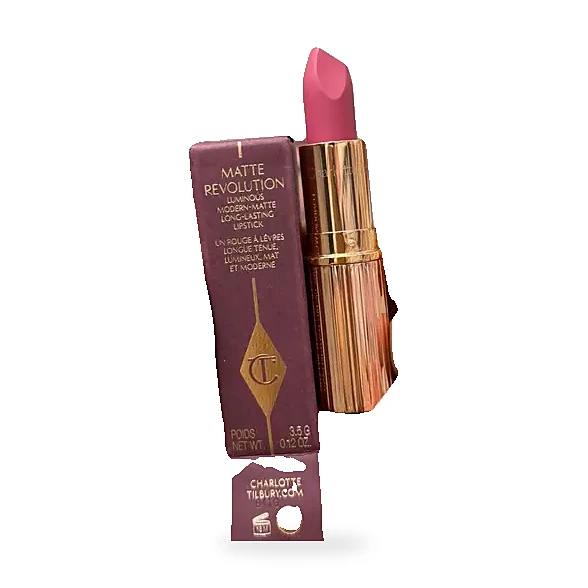 MATTE
REVOLUTION
LUMINOUS
MODERN-MATTE
LONG-LASTING
LIPSTICK
UN ROUGE À LÈVRES
LONGUE TENUE,
LUMINEUX, MAT
ET MODERNE
CT
POIDS 3.5 G
NET WT. 0.12 OZ.
CHARLOTTE
TILBURY.COM